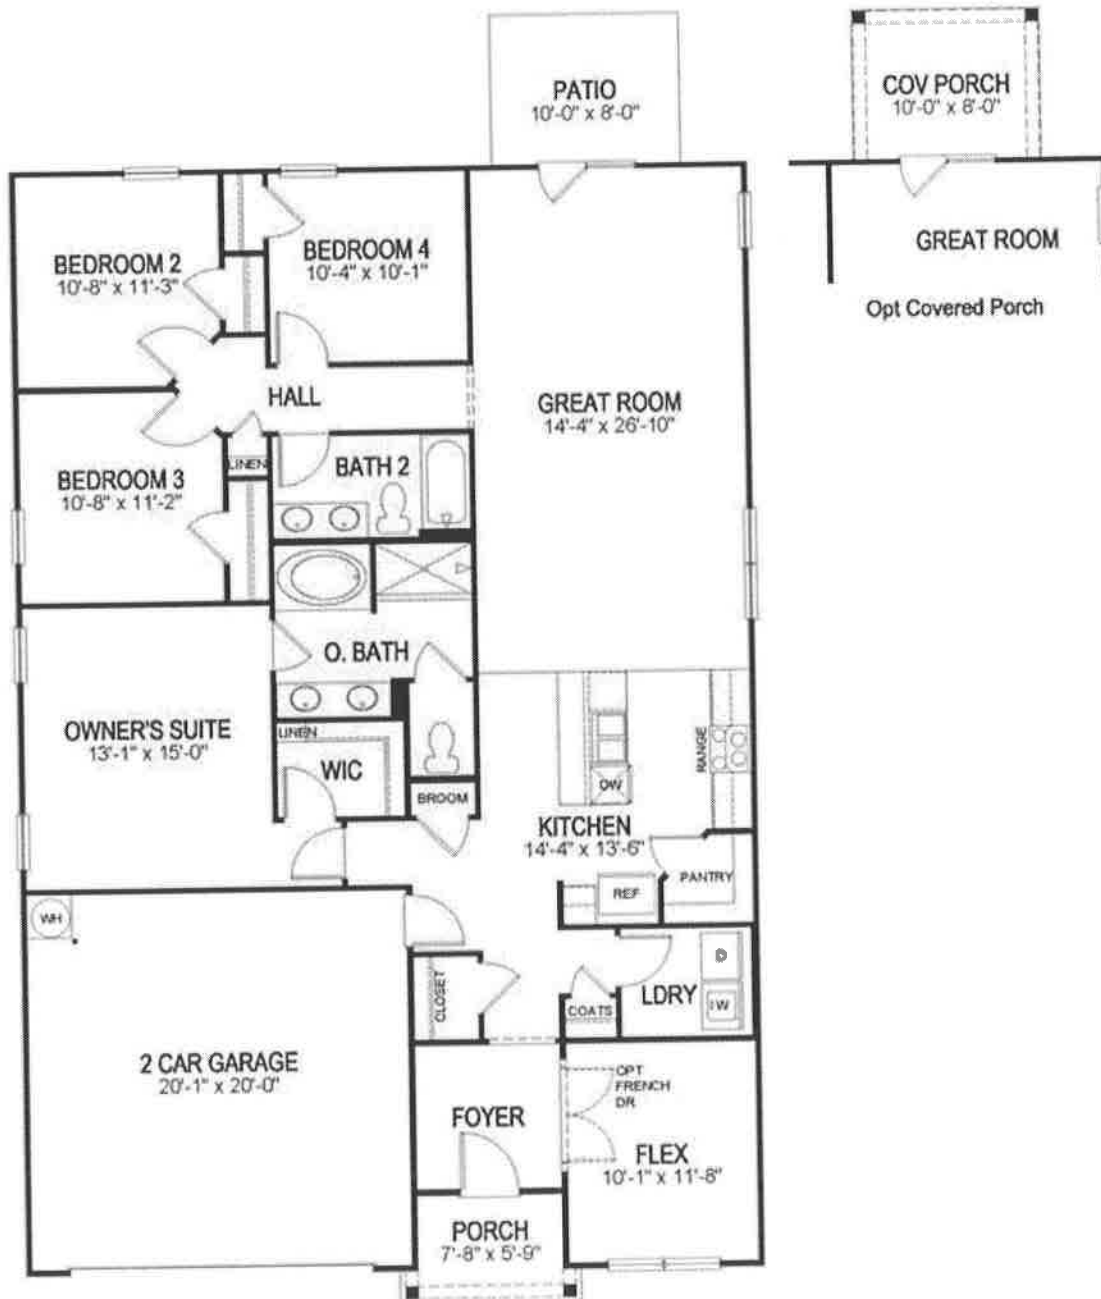 PATIO
10'-0" x 8'-0"
COV PORCH
10'-0" x 8'-0"
GREAT ROOM
Opt Covered Porch
BEDROOM 2
10'-8" x 11'-3"
BEDROOM 4
10'-4" x 10'-1"
HALL
GREAT ROOM
14'-4" x 26'-10"
BEDROOM 3
10'-8" x 11'-2"
LINEN
BATH 2
O. BATH
OWNER'S SUITE
13'-1" x 15'-0"
LINEN
WIC
BROOM
RANGE
DW
KITCHEN
14'-4" x 13'-6"
PANTRY
REF
WH
CLOSET
COATS
LDRY
D
W
2 CAR GARAGE
20'-1" x 20'-0"
FOYER
OPT
FRENCH
DR
FLEX
10'-1" x 11'-8"
PORCH
7'-8" x 5'-9"